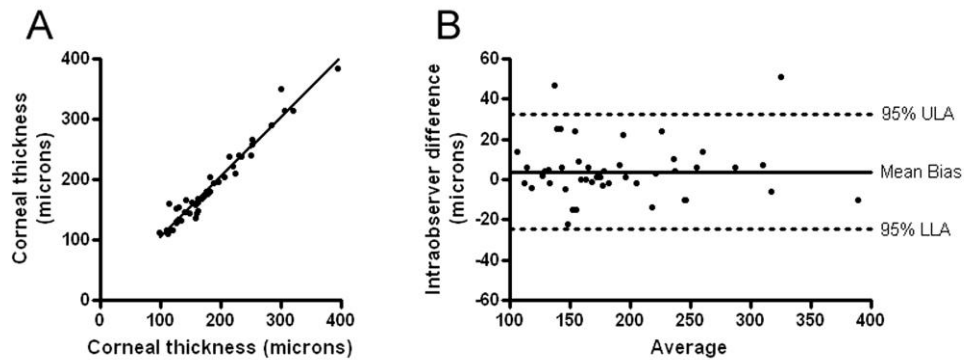 A
Corneal thickness
(microns)
400
300
200
100
0
0 100 200 300 400
Corneal thickness (microns)
B
Intraobserver difference
(microns)
60
40
20
0
-20
-40
-60
95% ULA
Mean Bias
95% LLA
100 150 200 250 300 350 400
Average